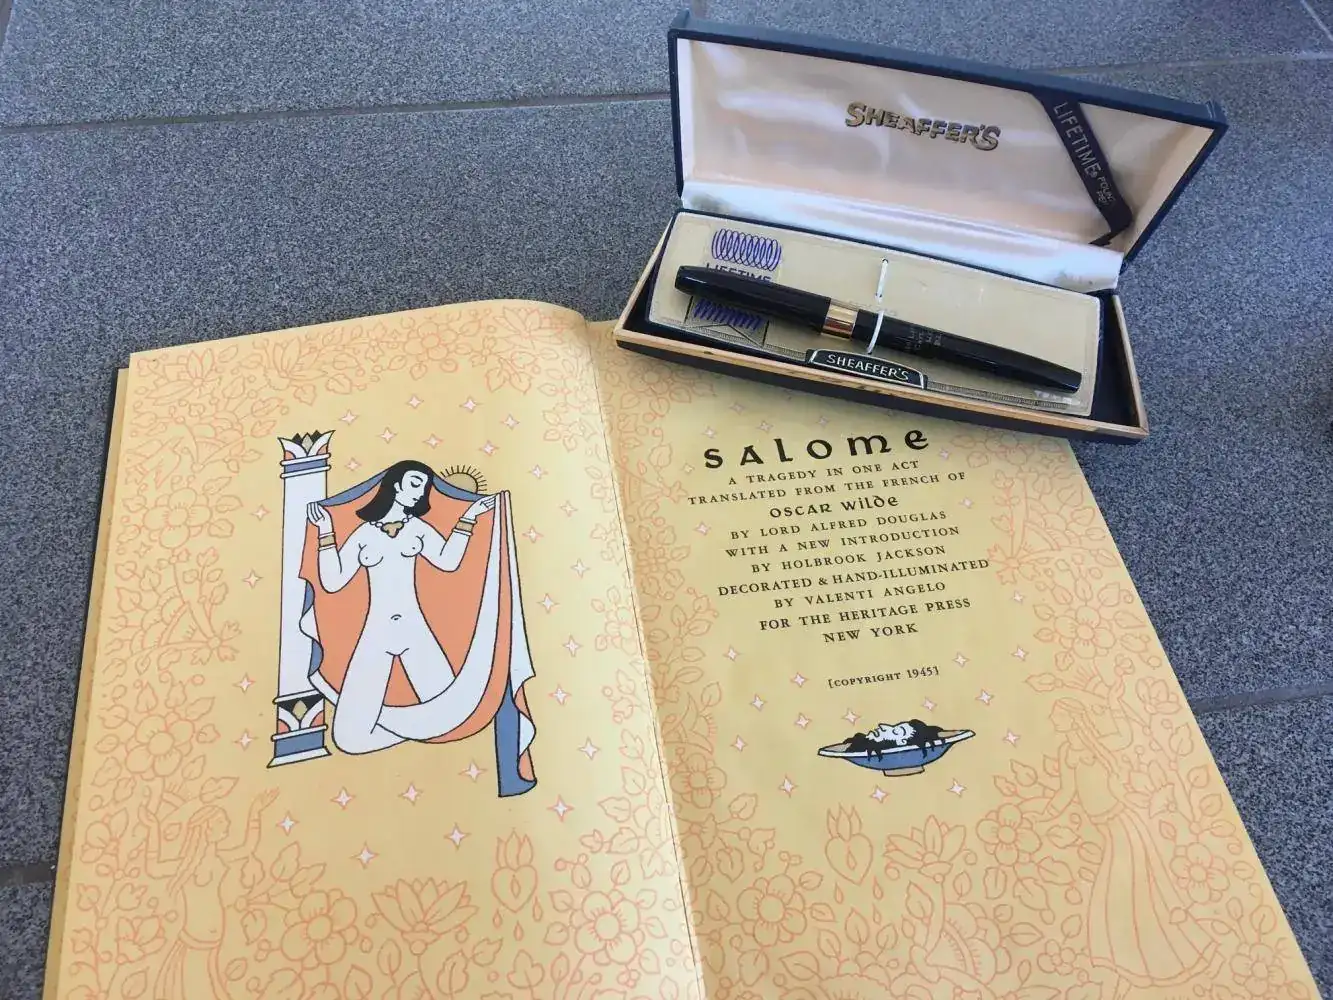 SHEAFFER'S
LIFETIME®
LIFETIME
SHEAFFER'S
SALOME
A TRAGEDY IN ONE ACT
TRANSLATED FROM THE FRENCH OF
OSCAR WILDE
BY LORD ALFRED DOUGLAS
WITH A NEW INTRODUCTION
BY HOLBROOK JACKSON
DECORATED & HAND-ILLUMINATED
BY VALENTI ANGELO
FOR THE HERITAGE PRESS
NEW YORK
[COPYRIGHT 1945]